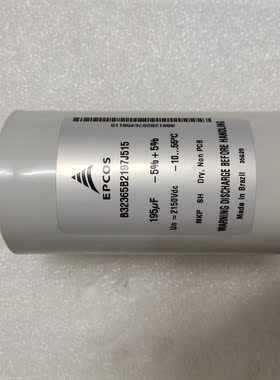 EPCOS
B32365B2197J515
195µF -5%+5%
Un = 2150Vdc -10...55°C
MKP SH Dry, Non PCB
WARNING DISCHARGE BEFORE HANDLING
Made in Brazil 35629